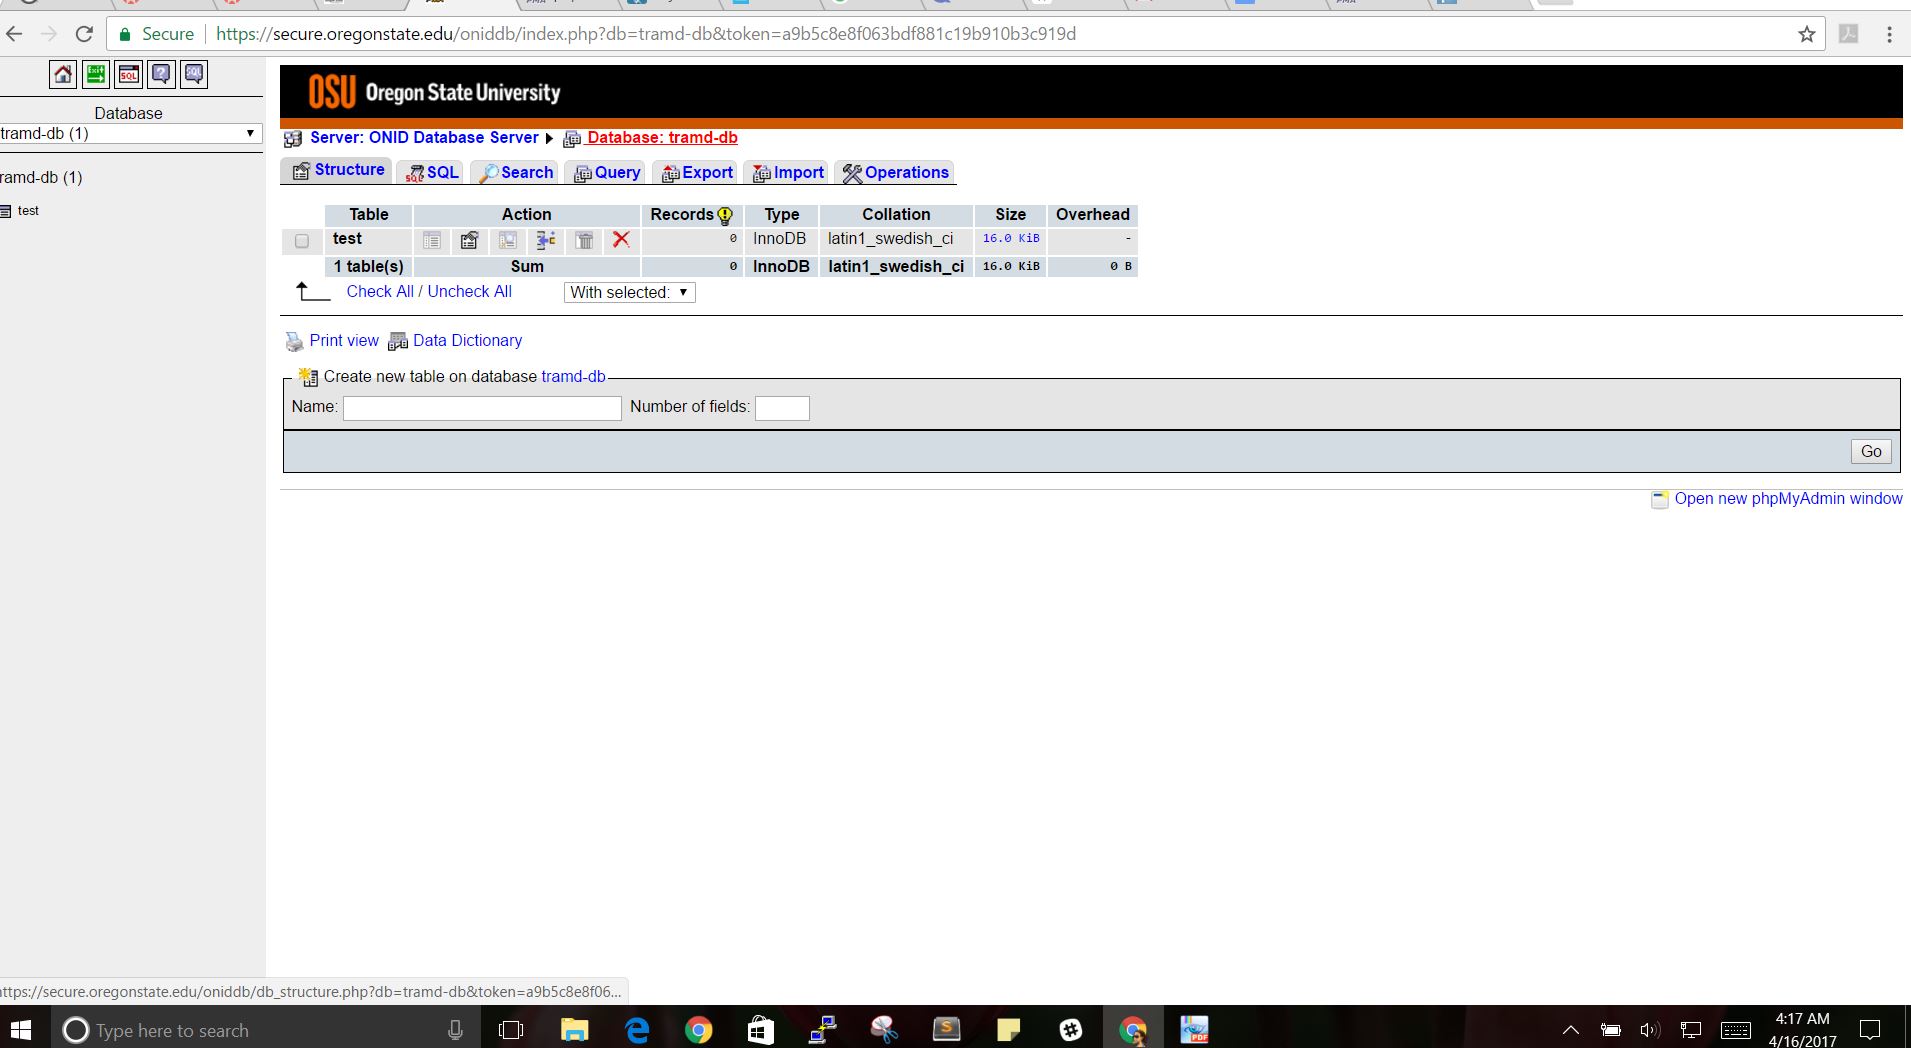 Secure https://secure.oregonstate.edu/oniddb/index.php?db=tramd-db&token=a9b5c8e8f063bdf881c19b910b3c919d
Exit SQL ? SQL
Database
tramd-db (1)
ramd-db (1)
test
OSU Oregon State University
Server: ONID Database Server Database: tramd-db
Structure SQL Search Query Export Import Operations
Table Action Records Type Collation Size Overhead
test 0 InnoDB latin1_swedish_ci 16.0 KiB -
1 table(s) Sum 0 InnoDB latin1_swedish_ci 16.0 KiB 0 B
Check All / Uncheck All With selected:
Print view Data Dictionary
Create new table on database tramd-db
Name: Number of fields:
Go
Open new phpMyAdmin window
ttps://secure.oregonstate.edu/oniddb/db_structure.php?db=tramd-db&token=a9b5c8e8f06...
Type here to search
4:17 AM
4/16/2017